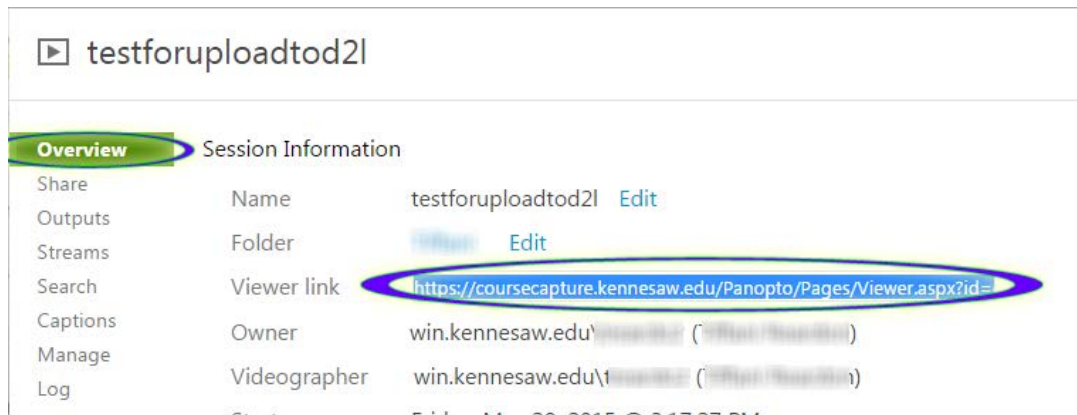 testforuploadtod2l
Overview
Session Information
Share
Name testforuploadtod2l Edit
Outputs
Folder Edit
Streams
Search
Viewer link https://coursecapture.kennesaw.edu/Panopto/Pages/Viewer.aspx?id=
Captions
Owner win.kennesaw.edu\ ( )
Manage
Videographer win.kennesaw.edu\t ( )
Log